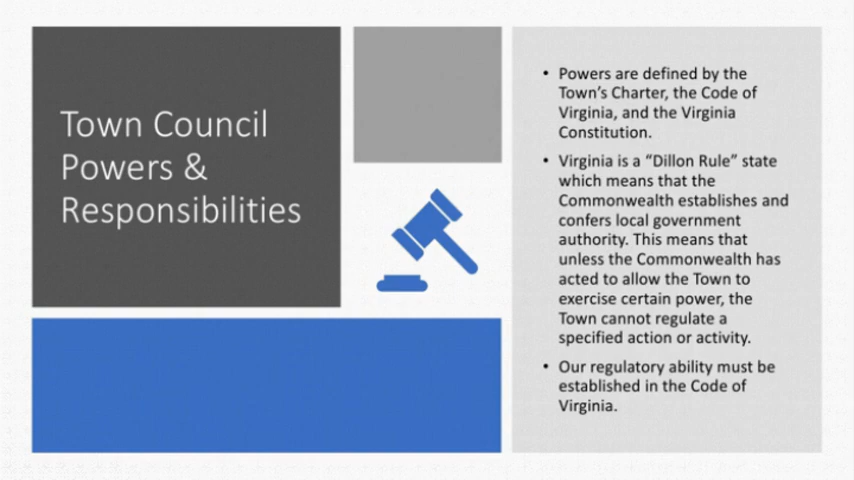 Town Council
Powers &
Responsibilities
• Powers are defined by the
Town's Charter, the Code of
Virginia, and the Virginia
Constitution.
• Virginia is a “Dillon Rule” state
which means that the
Commonwealth establishes and
confers local government
authority. This means that
unless the Commonwealth has
acted to allow the Town to
exercise certain power, the
Town cannot regulate a
specified action or activity.
• Our regulatory ability must be
established in the Code of
Virginia.